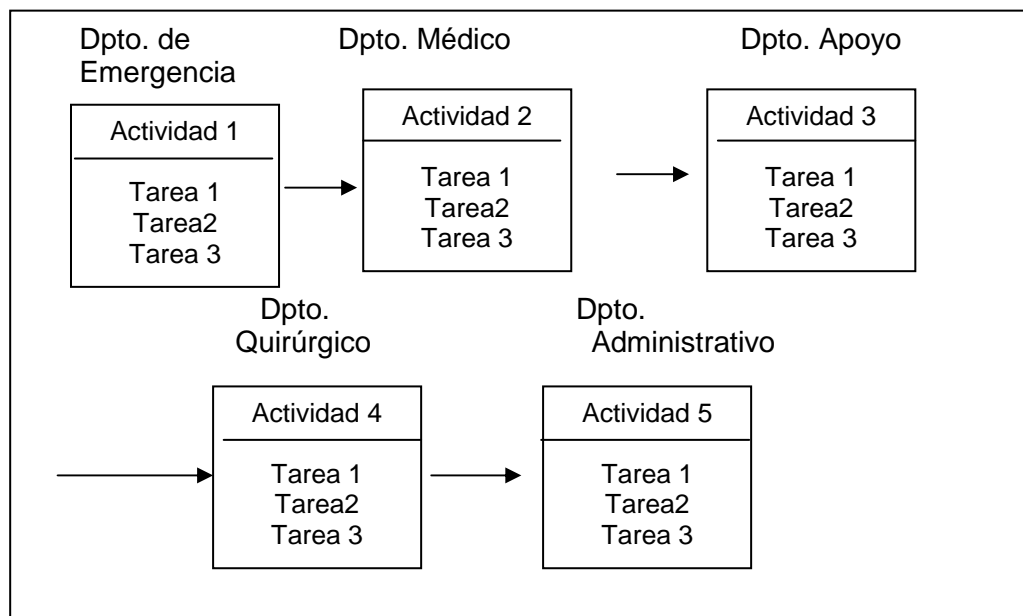 Dpto. de
Emergencia
Dpto. Médico
Dpto. Apoyo
Actividad 1
Tarea 1
Tarea2
Tarea 3
Actividad 2
Tarea 1
Tarea2
Tarea 3
Actividad 3
Tarea 1
Tarea2
Tarea 3
Dpto.
Quirúrgico
Dpto.
Administrativo
Actividad 4
Tarea 1
Tarea2
Tarea 3
Actividad 5
Tarea 1
Tarea2
Tarea 3